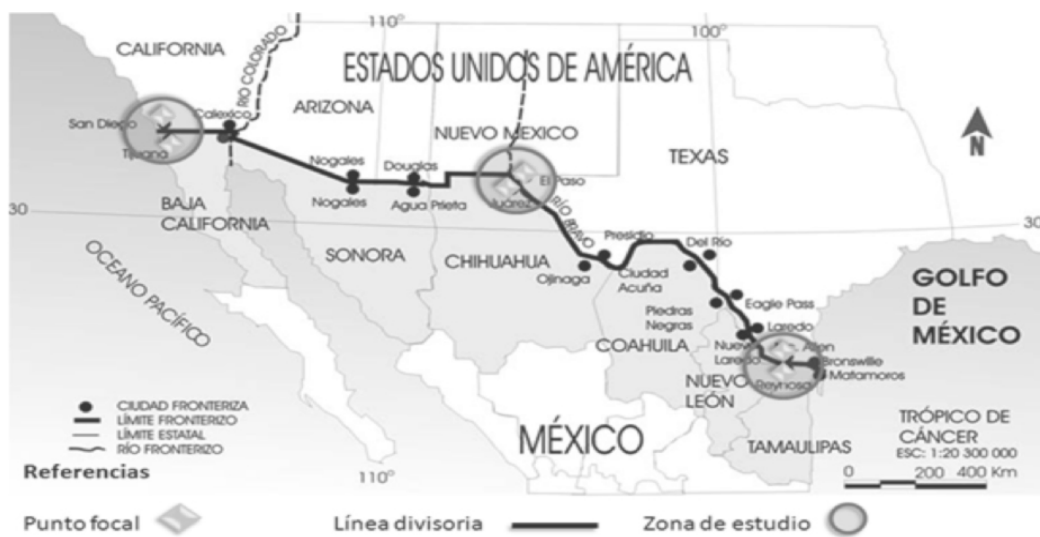 110°
100°
CALIFORNIA
RÍO COLORADO
ESTADOS UNIDOS DE AMÉRICA
ARIZONA
NUEVO MEXICO
TEXAS
N
San Diego
Calexico
Tijuana
Nogales
Douglas
El Paso
Juárez
Nogales
Agua Prieta
30
30
BAJA
CALIFORNIA
SONORA
CHIHUAHUA
RÍO BRAVO
Presidio
Del Río
Ojinaga
Ciudad
Acuña
OCEANO PACÍFICO
GOLFO
DE
MÉXICO
Piedras
Negras
Eagle Pass
Laredo
COAHUILA
Nuevo
Laredo
Allen
Bronswille
Reynosa
Matamoros
NUEVO
LEÓN
TAMAULIPAS
MÉXICO
CIUDAD FRONTERIZA
LÍMITE FRONTERIZO
LÍMITE ESTATAL
RÍO FRONTERIZO
110°
TRÓPICO DE
CÁNCER
ESC: 1:20 300 000
0 200 400 Km
Referencias
Punto focal
Línea divisoria
Zona de estudio